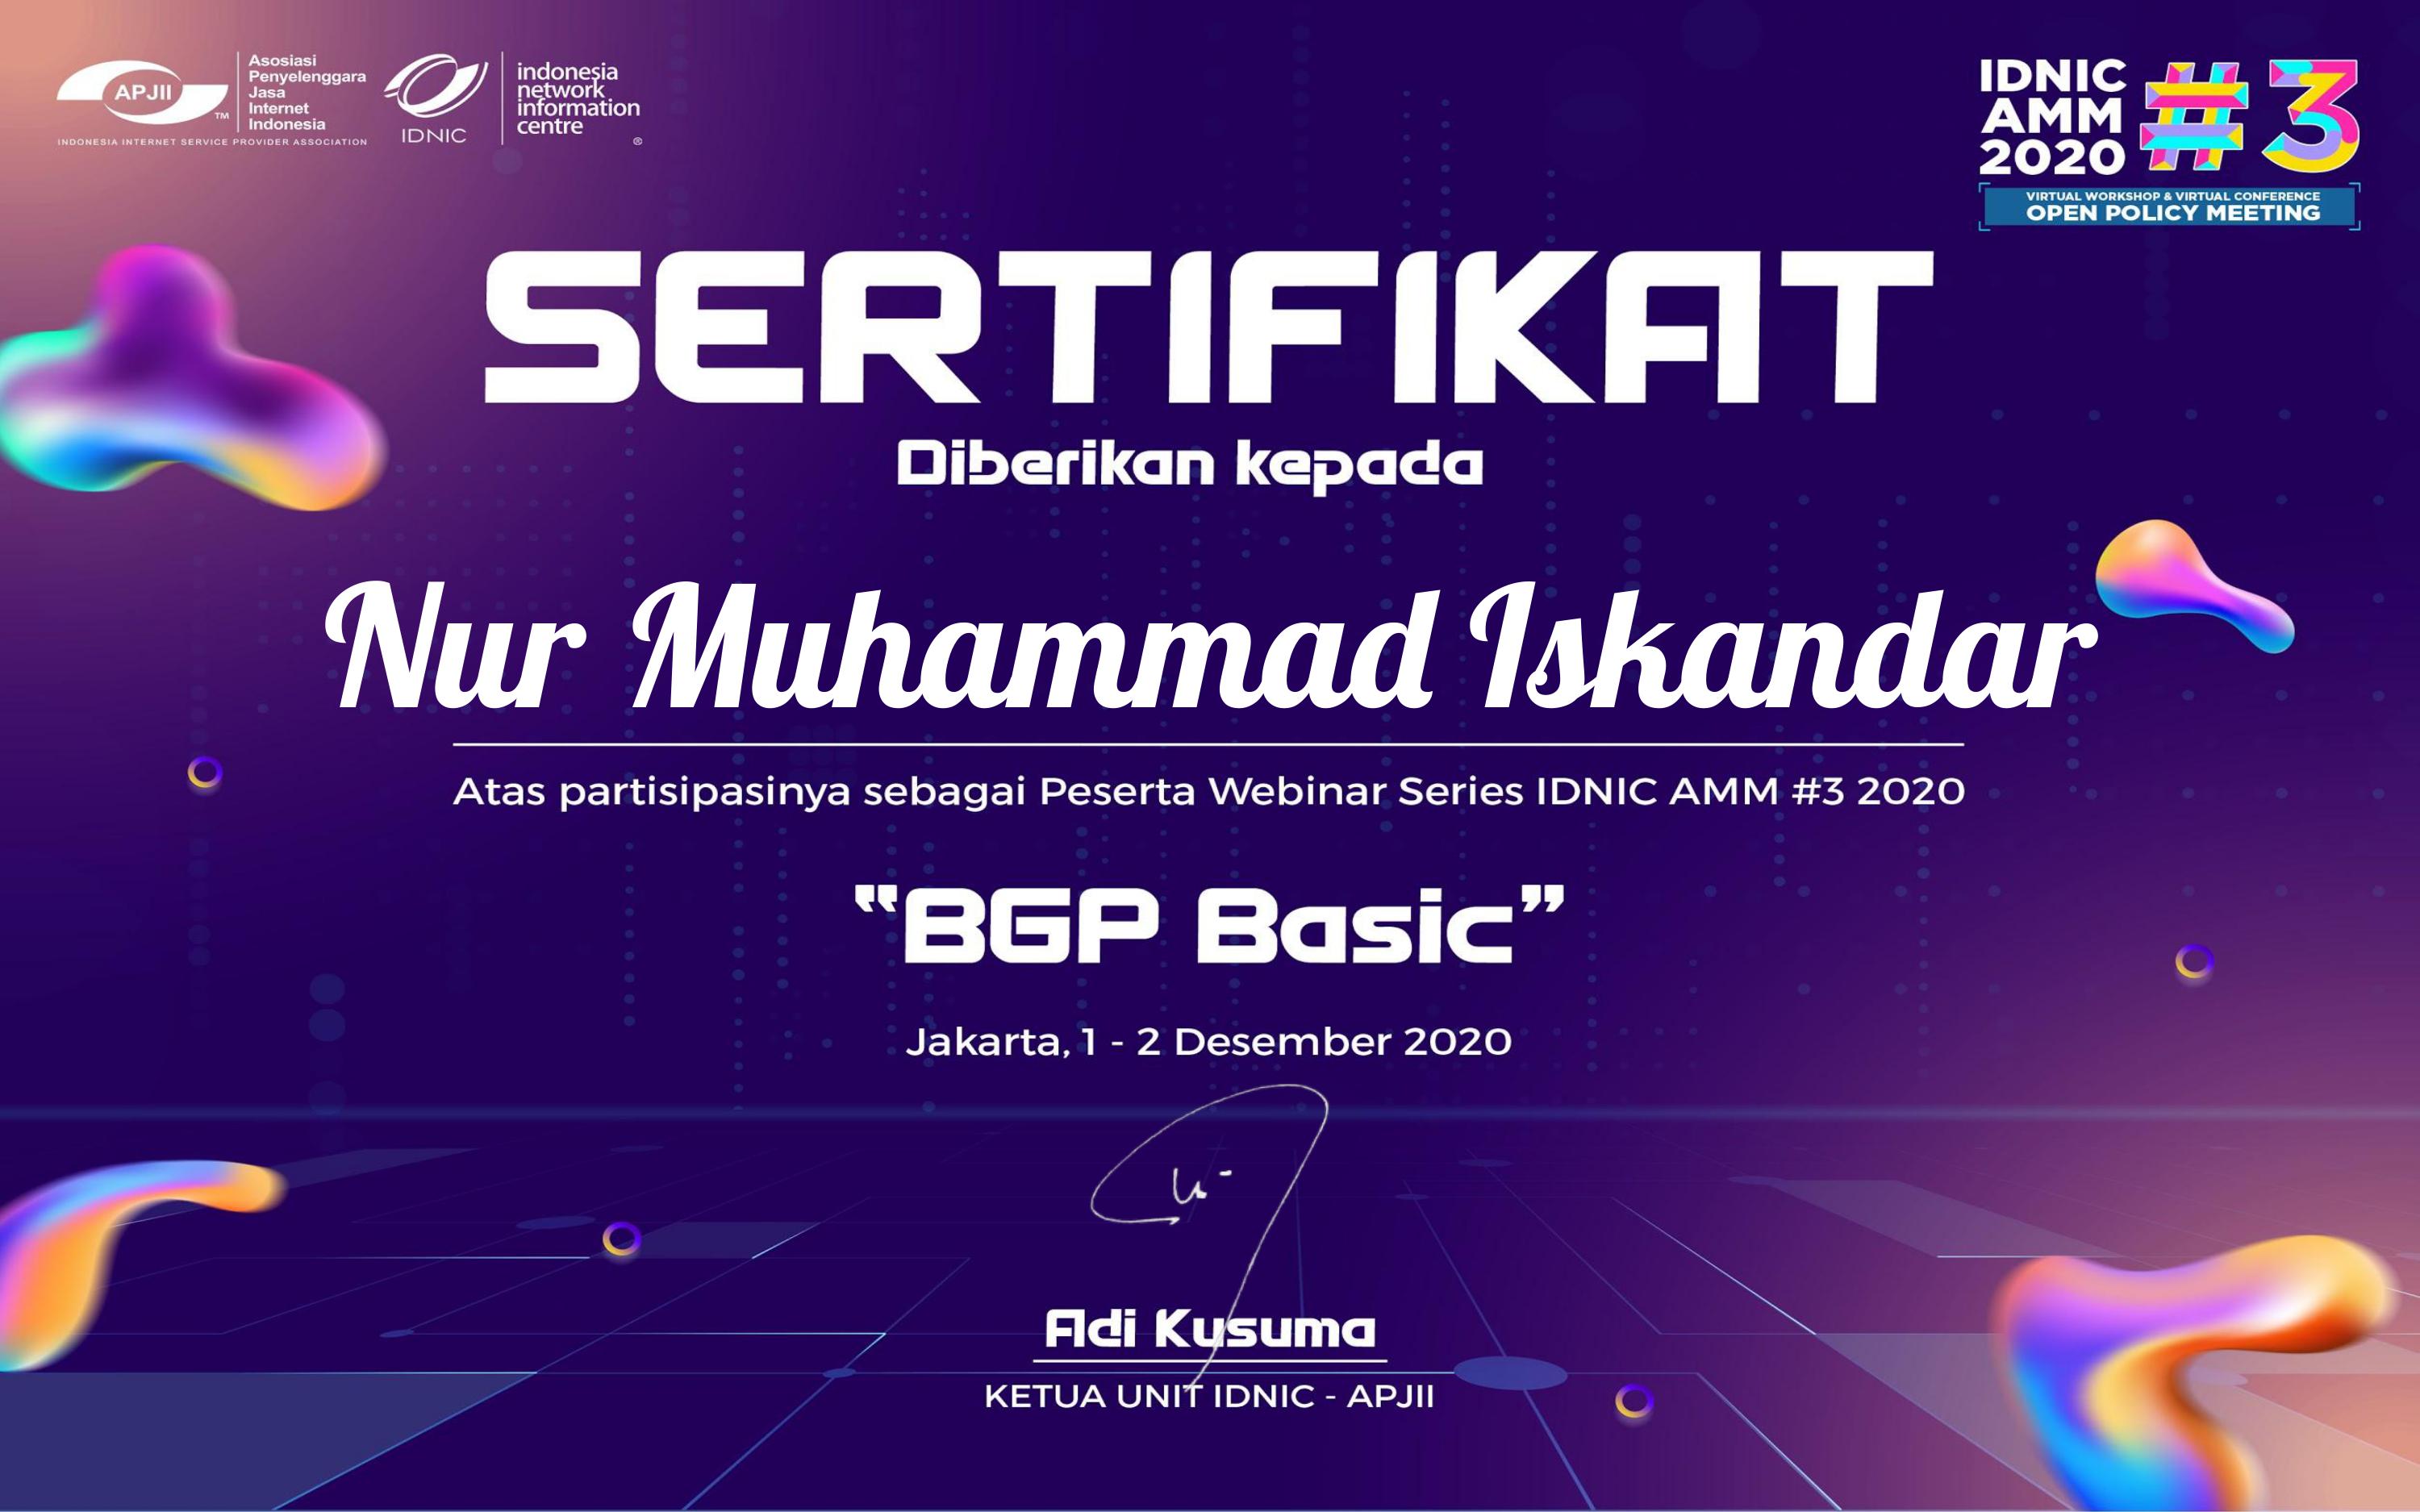 APJII
TM
Asosiasi
Penyelenggara
Jasa
Internet
Indonesia
INDONESIA INTERNET SERVICE PROVIDER ASSOCIATION
IDNIC
indonesia
network
information
centre
®
IDNIC
AMM
2020
#3
VIRTUAL WORKSHOP & VIRTUAL CONFERENCE
OPEN POLICY MEETING
SERTIFIKAT
Diberikan kepada
Nur Muhammad Iskandar
Atas partisipasinya sebagai Peserta Webinar Series IDNIC AMM #3 2020
“BGP Basic”
Jakarta, 1 - 2 Desember 2020
Adi Kusuma
KETUA UNIT IDNIC - APJII